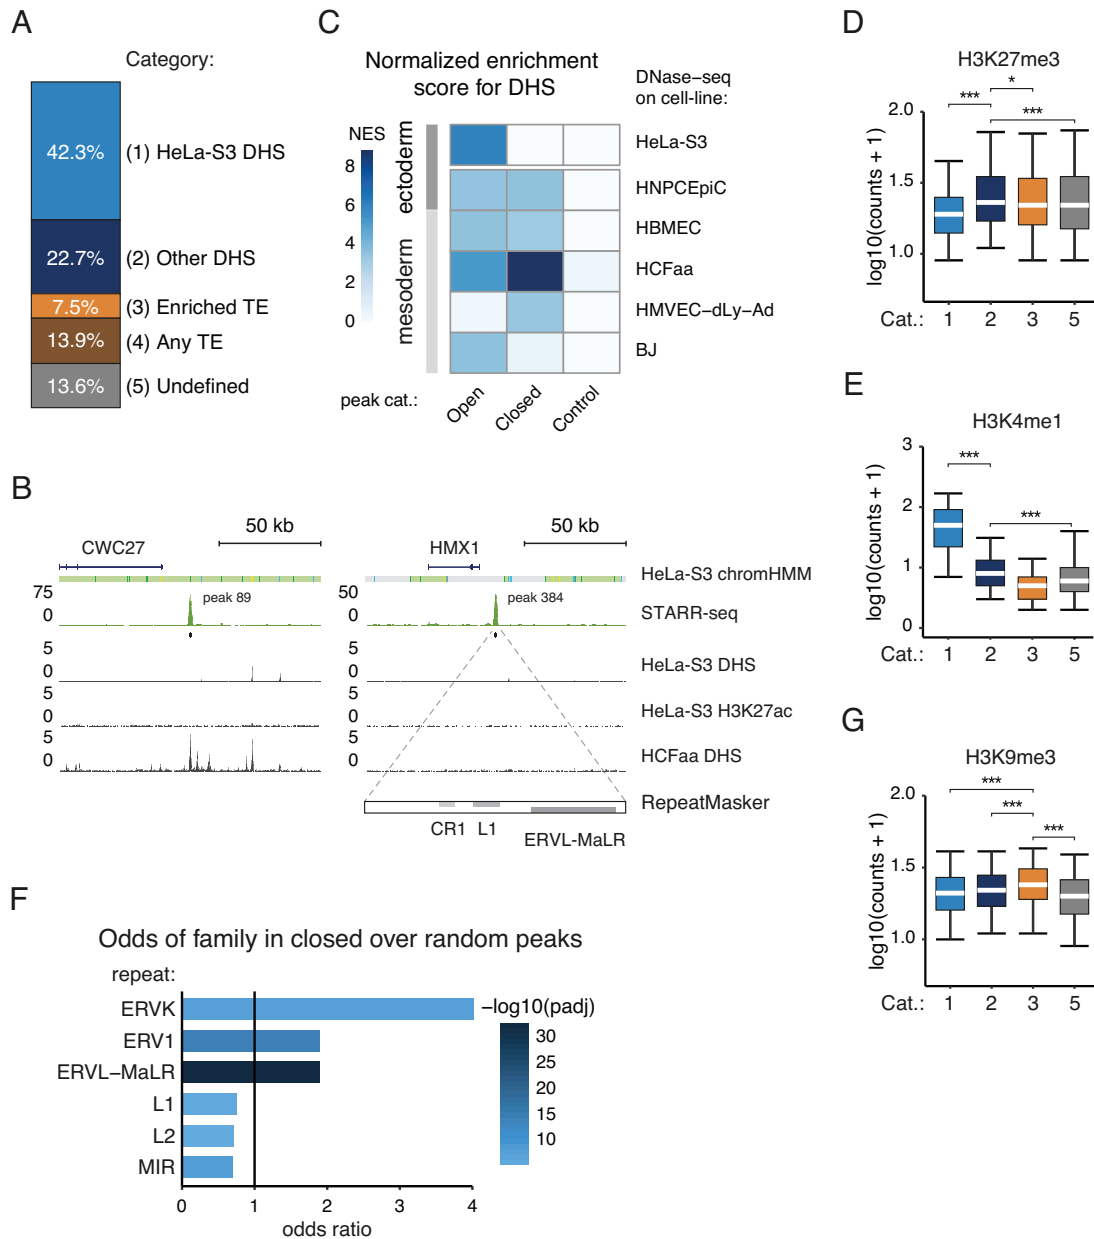 A
Category:
42.3% (1) HeLa-S3 DHS
22.7% (2) Other DHS
7.5% (3) Enriched TE
13.9% (4) Any TE
13.6% (5) Undefined
B
50 kb
CWC27
75
0
peak 89
5
0
5
0
5
0
50 kb
HMX1
50
0
peak 384
5
0
5
0
5
0
HeLa-S3 chromHMM
STARR-seq
HeLa-S3 DHS
HeLa-S3 H3K27ac
HCFaa DHS
RepeatMasker
CR1 L1
ERVL-MaLR
C
Normalized enrichment
score for DHS
DNase−seq
on cell-line:
NES
8
6
4
2
0
ectoderm
mesoderm
HeLa-S3
HNPCEpiC
HBMEC
HCFaa
HMVEC−dLy−Ad
BJ
peak cat.:
Open
Closed
Control
D
H3K27me3
*** *
***
log10(counts + 1)
2.0
1.5
1.0
Cat.: 1 2 3 5
E
H3K4me1
***
***
log10(counts + 1)
3
2
1
0
Cat.: 1 2 3 5
F
Odds of family in closed over random peaks
repeat:
ERVK
ERV1
ERVL−MaLR
L1
L2
MIR
0 1 2 3 4
odds ratio
−log10(padj)
30
25
20
15
10
G
H3K9me3
***
***
***
log10(counts + 1)
2.0
1.5
1.0
Cat.: 1 2 3 5